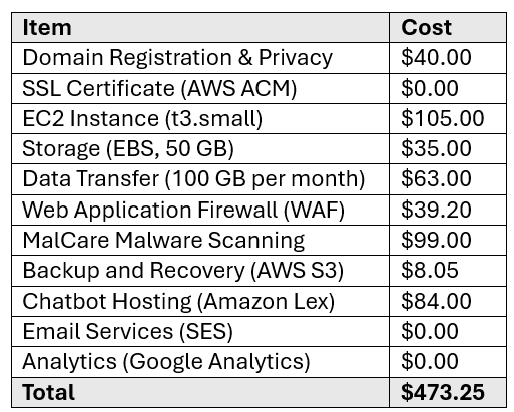 Item Cost
Domain Registration & Privacy $40.00
SSL Certificate (AWS ACM) $0.00
EC2 Instance (t3.small) $105.00
Storage (EBS, 50 GB) $35.00
Data Transfer (100 GB per month) $63.00
Web Application Firewall (WAF) $39.20
MalCare Malware Scanning $99.00
Backup and Recovery (AWS S3) $8.05
Chatbot Hosting (Amazon Lex) $84.00
Email Services (SES) $0.00
Analytics (Google Analytics) $0.00
Total $473.25